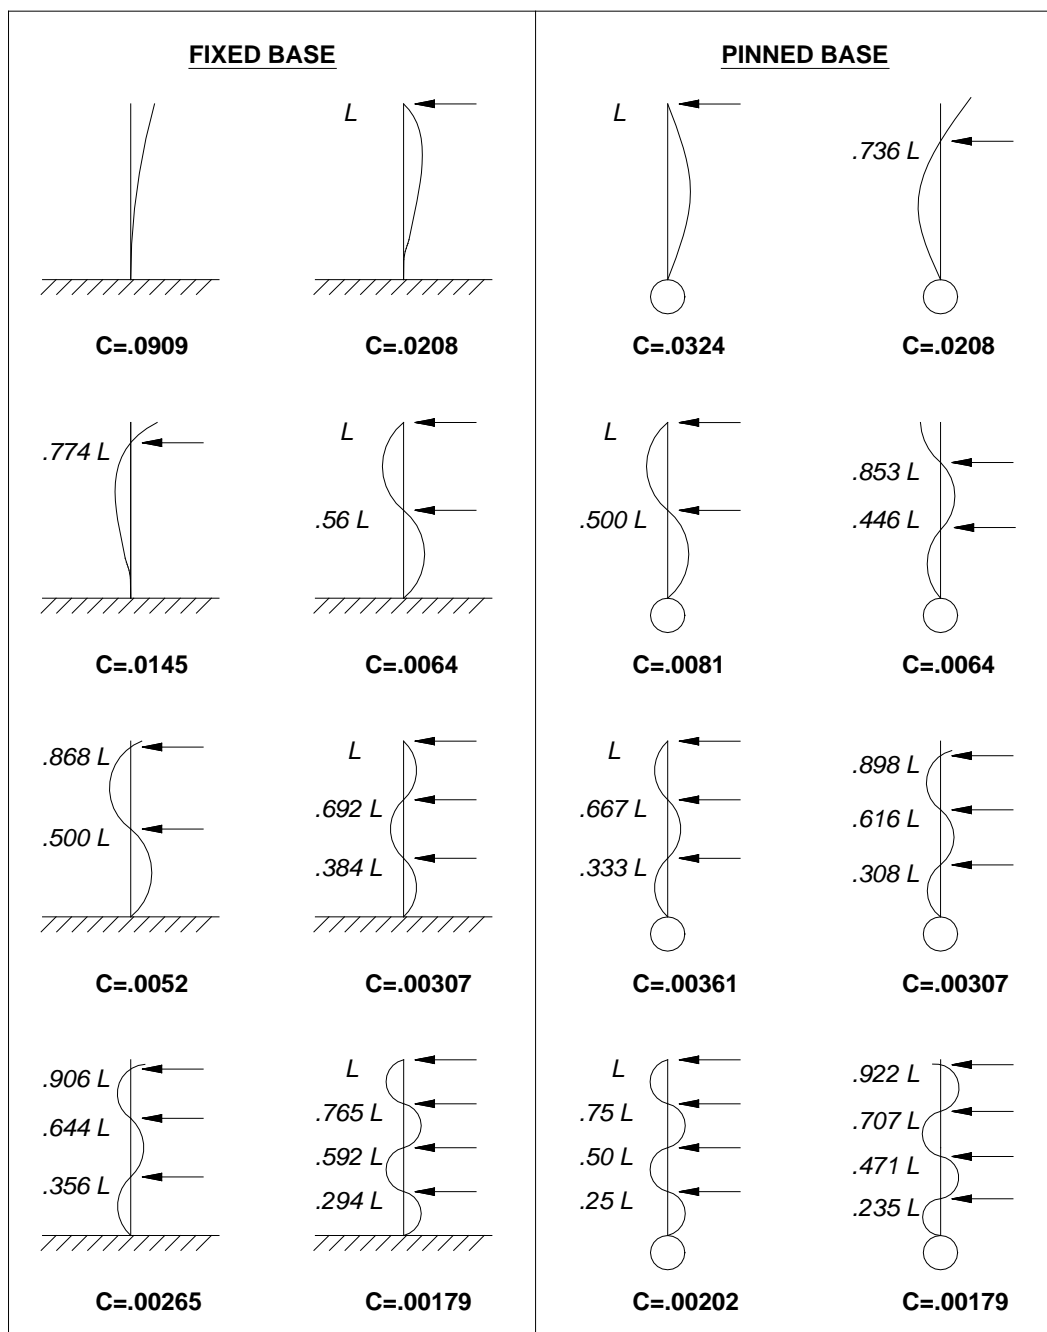 FIXED BASE
PINNED BASE
L
L
.736 L
C=.0909
C=.0208
C=.0324
C=.0208
.774 L
L
.56 L
L
.500 L
.853 L
.446 L
C=.0145
C=.0064
C=.0081
C=.0064
.868 L
.500 L
L
.692 L
.384 L
L
.667 L
.333 L
.898 L
.616 L
.308 L
C=.0052
C=.00307
C=.00361
C=.00307
.906 L
.644 L
.356 L
L
.765 L
.592 L
.294 L
L
.75 L
.50 L
.25 L
.922 L
.707 L
.471 L
.235 L
C=.00265
C=.00179
C=.00202
C=.00179